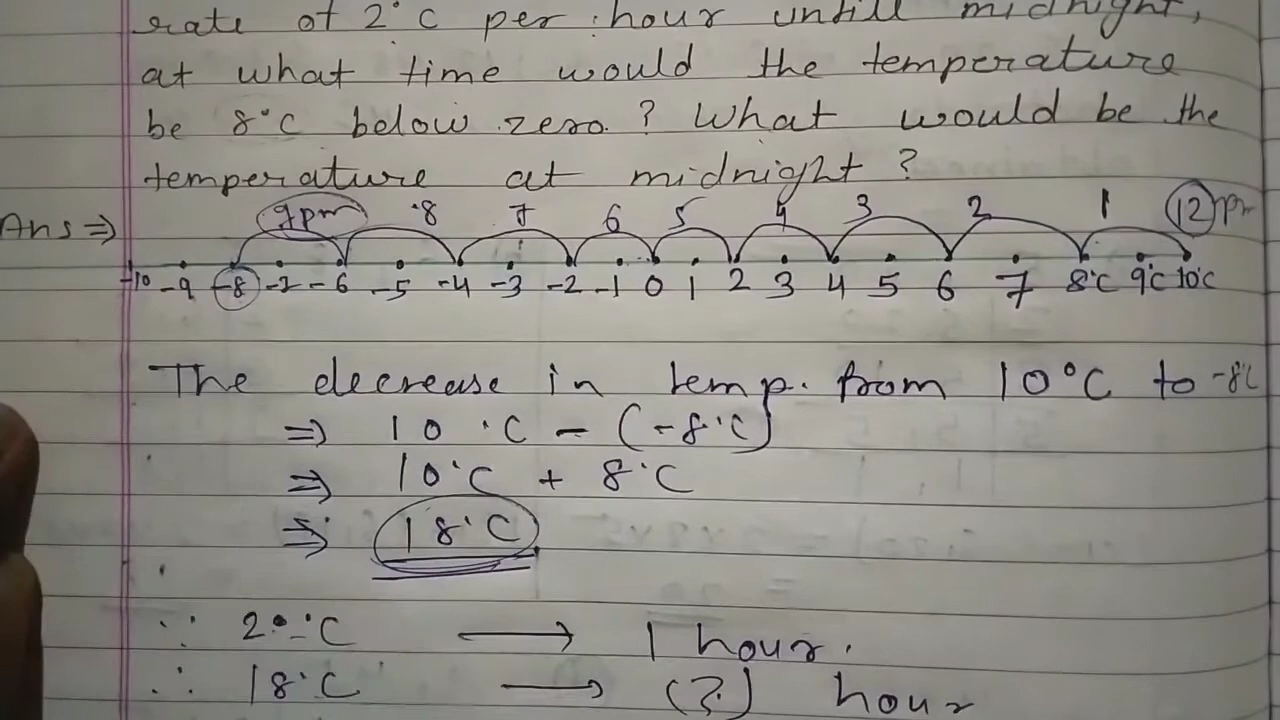 rate of 2°C per hour untill midnight,
at what time would the temperature
be 8°C below zero? What would be the
temperature at midnight?
Ans ⇒ 9pm 8 7 6 5 4 3 2 1 12 pm
-10 -9 -8 -7 -6 -5 -4 -3 -2 -1 0 1 2 3 4 5 6 7 8°C 9°C 10°C
The decrease in temp. from 10°C to -8°C
⇒ 10°C - (-8°C)
⇒ 10°C + 8°C
⇒ 18°C
∵ 2°C → 1 hour.
∴ 18°C → (?) hour